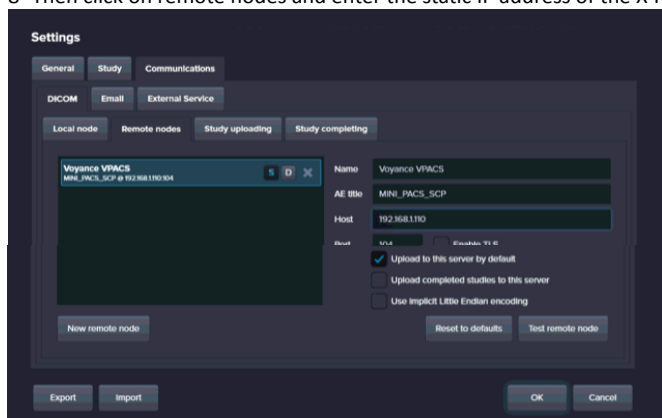 Then click on remote nodes and enter the static IP address of the
Settings
General Study Communications
DICOM Email External Service
Local node Remote nodes Study uploading Study completing
Voyance VPACS S D Name Voyance VPACS
MINI_PACS_SCP @ 192.168.1.110:104
AE title MINI_PACS_SCP
Host 192.168.1.110
Port 104 Enable TLS
Upload to this server by default
Upload completed studies to this server
Use implicit Little Endian encoding
New remote node Reset to defaults Test remote node
Export Import OK Cancel